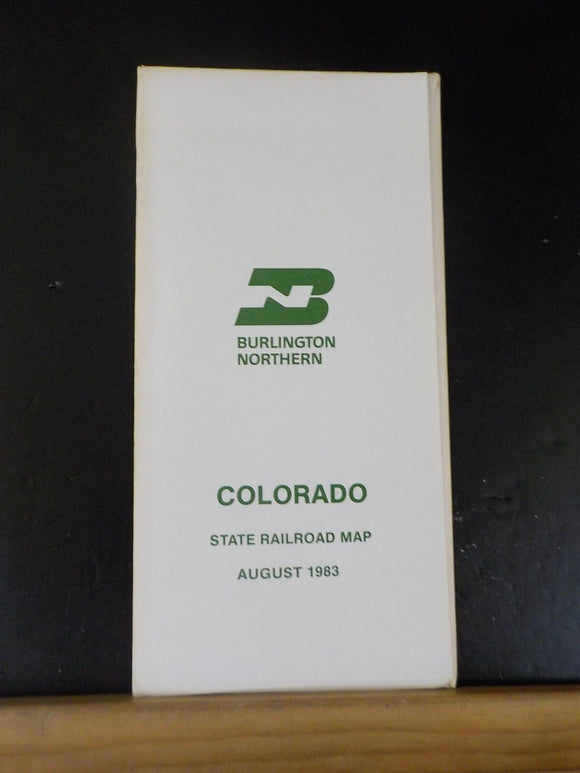 BURLINGTON
NORTHERN
COLORADO
STATE RAILROAD MAP
AUGUST 1983